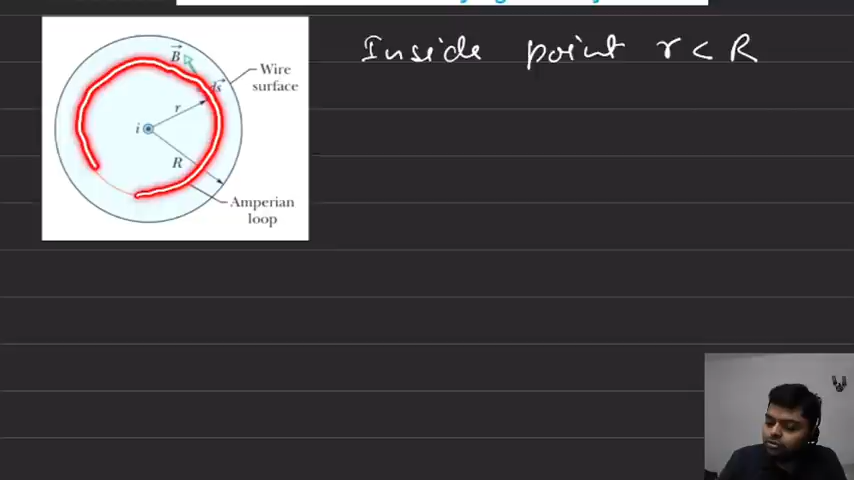 Inside point r < R
B
Wire
surface
ds
r
i
R
Amperian
loop